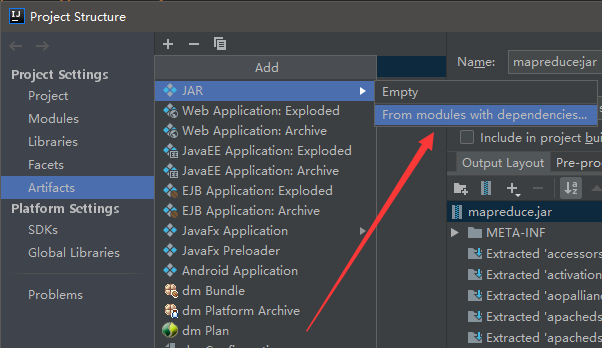 Project Structure
Project Settings
Project
Modules
Libraries
Facets
Artifacts
Platform Settings
SDKs
Global Libraries
Problems
Add
JAR
Web Application: Exploded
Web Application: Archive
JavaEE Application: Exploded
JavaEE Application: Archive
EJB Application: Exploded
EJB Application: Archive
JavaFx Application
JavaFx Preloader
Android Application
dm Bundle
dm Platform Archive
dm Plan
Empty
From modules with dependencies...
Name: mapreduce:jar
Include in project bui
Output Layout Pre-proc
mapreduce.jar
META-INF
Extracted 'accessors
Extracted 'activation
Extracted 'aopallianc
Extracted 'apacheds
Extracted 'apacheds